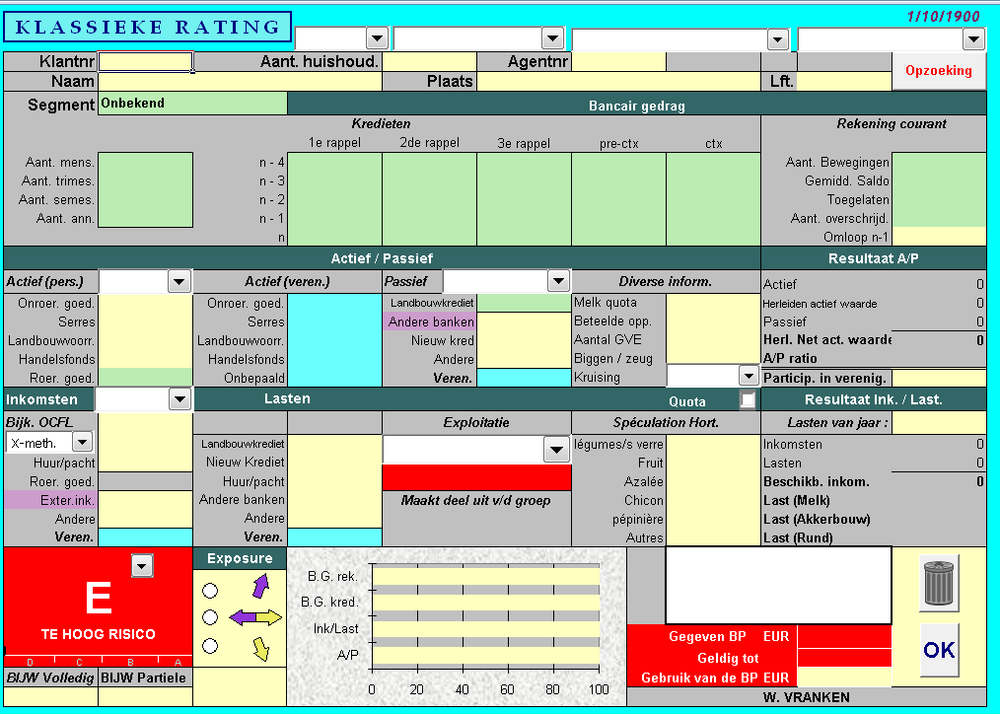 1/10/1900
KLASSIEKE RATING
Klantnr Aant. huishoud. Agentnr
Opzoeking
Naam Plaats Lft.
Segment Onbekend Bancair gedrag
Kredieten Rekening courant
1e rappel 2de rappel 3e rappel pre-ctx ctx
Aant. mens. n - 4 Aant. Bewegingen
Aant. trimes. n - 3 Gemidd. Saldo
Aant. semes. n - 2 Toegelaten
Aant. ann. n - 1 Aant. overschrijd.
n Omloop n-1
Actief / Passief Resultaat A/P
Actief (pers.) Actief (veren.) Passief Diverse inform. Actief 0
Onroer. goed. Onroer. goed. Landbouwkrediet Melk quota Herleiden actief waarde 0
Serres Serres Andere banken Beteelde opp. Passief 0
Landbouwvoorr. Landbouwvoorr. Nieuw kred Aantal GVE Herl. Net act. waarde 0
Handelsfonds Handelsfonds Andere Biggen / zeug A/P ratio
Roer. goed. Onbepaald Veren. Kruising Particip. in verenig.
Inkomsten Lasten Quota Resultaat Ink. / Last.
Bijk. OCFL Exploitatie Spéculation Hort. Lasten van jaar :
X-meth. Landbouwkrediet légumes/s verre Inkomsten 0
Huur/pacht Nieuw Krediet Fruit Lasten 0
Roer. goed. Huur/pacht Azalée Beschikb. inkom. 0
Exter.ink. Andere banken Maakt deel uit v/d groep Chicon Last (Melk)
Andere Andere pépinière Last (Akkerbouw)
Veren. Veren. Autres Last (Rund)
Exposure
E
TE HOOG RISICO
D C B A
B.G. rek.
B.G. kred.
Ink/Last
A/P
0 20 40 60 80 100
Gegeven BP EUR
Geldig tot
Gebruik van de BP EUR
OK
BIJW Volledig BIJW Partiele
W. VRANKEN